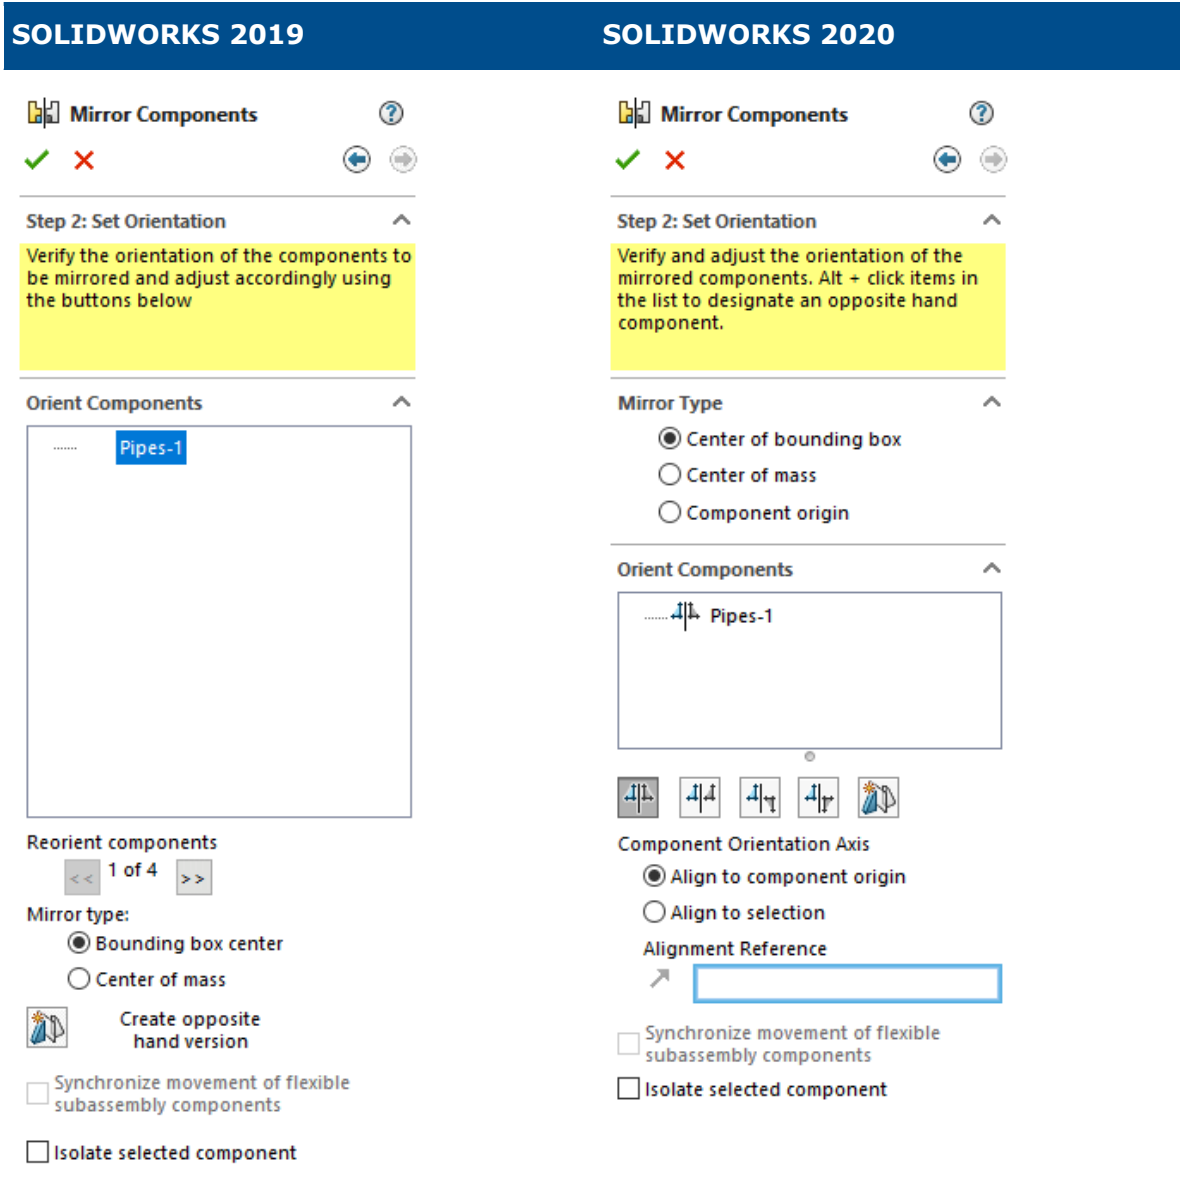 SOLIDWORKS 2019
Mirror Components
?
Step 2: Set Orientation
Verify the orientation of the components to
be mirrored and adjust accordingly using
the buttons below
Orient Components
Pipes-1
Reorient components
<< 1 of 4 >>
Mirror type:
Bounding box center
Center of mass
Create opposite
hand version
Synchronize movement of flexible
subassembly components
Isolate selected component
SOLIDWORKS 2020
Mirror Components
?
Step 2: Set Orientation
Verify and adjust the orientation of the
mirrored components. Alt + click items in
the list to designate an opposite hand
component.
Mirror Type
Center of bounding box
Center of mass
Component origin
Orient Components
Pipes-1
Component Orientation Axis
Align to component origin
Align to selection
Alignment Reference
Synchronize movement of flexible
subassembly components
Isolate selected component